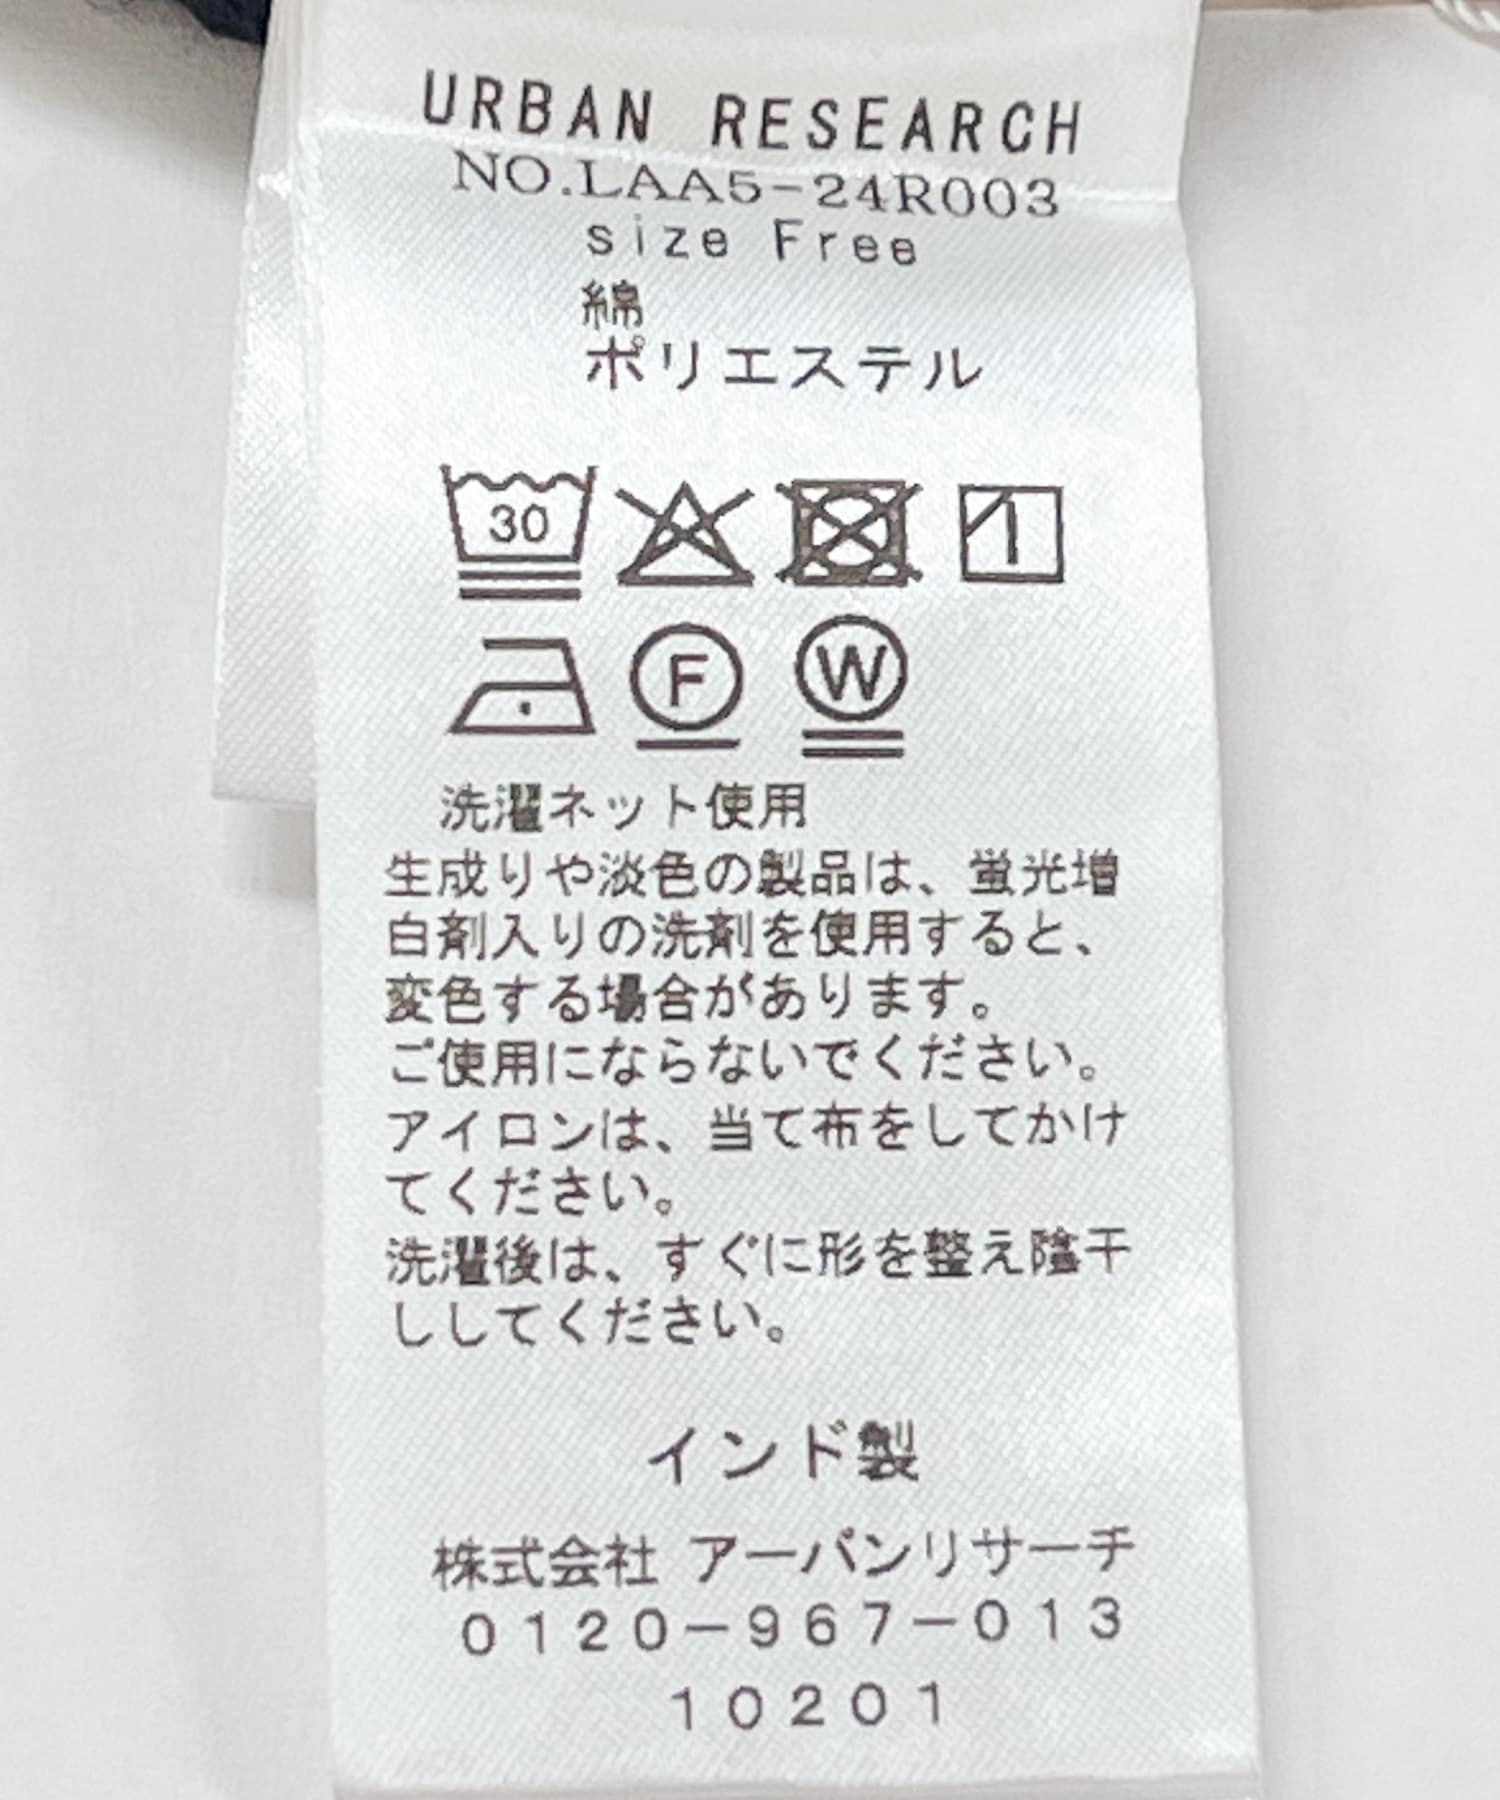 URBAN RESEARCH
NO.LAA5-24R003
size Free
綿
ポリエステル
30
F
W
洗濯ネット使用
生成りや淡色の製品は、蛍光増
白剤入りの洗剤を使用すると、
変色する場合があります。
ご使用にならないでください。
アイロンは、当て布をしてかけ
てください。
洗濯後は、すぐに形を整え陰干
ししてください。
インド製
株式会社 アーバンリサーチ
0120-967-013
10201